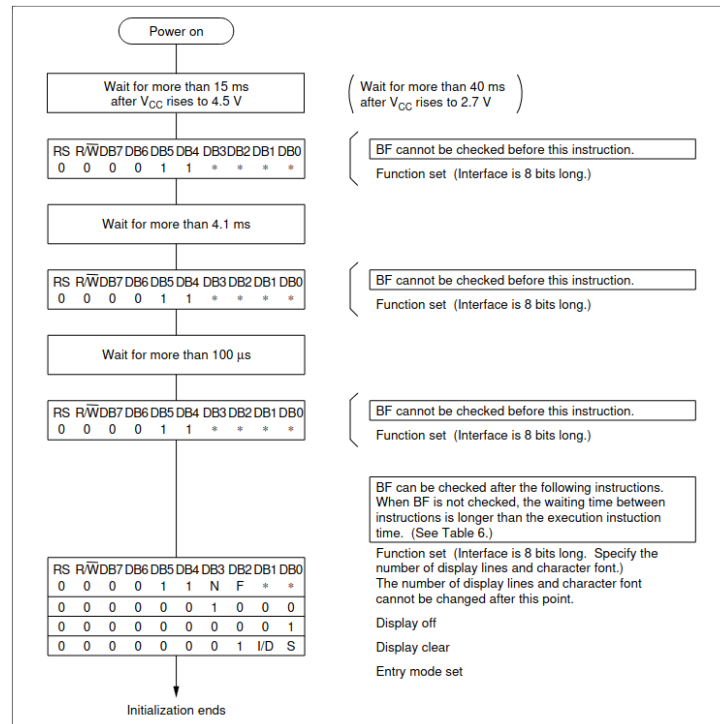 Power on
Wait for more than 15 ms
after VCC rises to 4.5 V
Wait for more than 40 ms
after VCC rises to 2.7 V
RS R/W DB7 DB6 DB5 DB4 DB3 DB2 DB1 DB0
0 0 0 0 1 1 * * * *
BF cannot be checked before this instruction.
Function set (Interface is 8 bits long.)
Wait for more than 4.1 ms
RS R/W DB7 DB6 DB5 DB4 DB3 DB2 DB1 DB0
0 0 0 0 1 1 * * * *
BF cannot be checked before this instruction.
Function set (Interface is 8 bits long.)
Wait for more than 100 µs
RS R/W DB7 DB6 DB5 DB4 DB3 DB2 DB1 DB0
0 0 0 0 1 1 * * * *
BF cannot be checked before this instruction.
Function set (Interface is 8 bits long.)
BF can be checked after the following instructions.
When BF is not checked, the waiting time between
instructions is longer than the execution instuction
time. (See Table 6.)
RS R/W DB7 DB6 DB5 DB4 DB3 DB2 DB1 DB0
0 0 0 0 1 1 N F * *
0 0 0 0 0 0 1 0 0 0
0 0 0 0 0 0 0 0 0 1
0 0 0 0 0 0 0 1 I/D S
Function set (Interface is 8 bits long. Specify the
number of display lines and character font.)
The number of display lines and character font
cannot be changed after this point.
Display off
Display clear
Entry mode set
Initialization ends